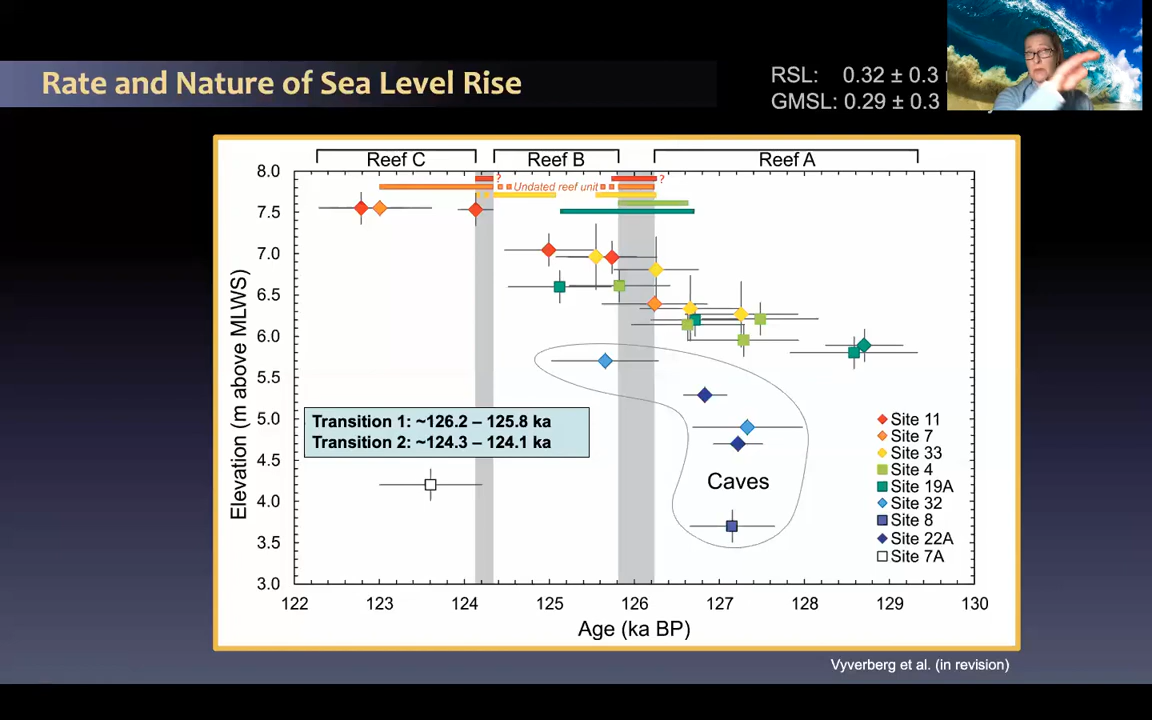 Rate and Nature of Sea Level Rise
RSL: 0.32 ± 0.3
GMSL: 0.29 ± 0.3
Reef C
Reef B
Reef A
?
Undated reef unit
?
8.0
7.5
7.0
6.5
6.0
5.5
5.0
4.5
4.0
3.5
3.0
Elevation (m above MLWS)
Transition 1: ~126.2 – 125.8 ka
Transition 2: ~124.3 – 124.1 ka
Caves
Site 11
Site 7
Site 33
Site 4
Site 19A
Site 32
Site 8
Site 22A
Site 7A
122 123 124 125 126 127 128 129 130
Age (ka BP)
Vyverberg et al. (in revision)